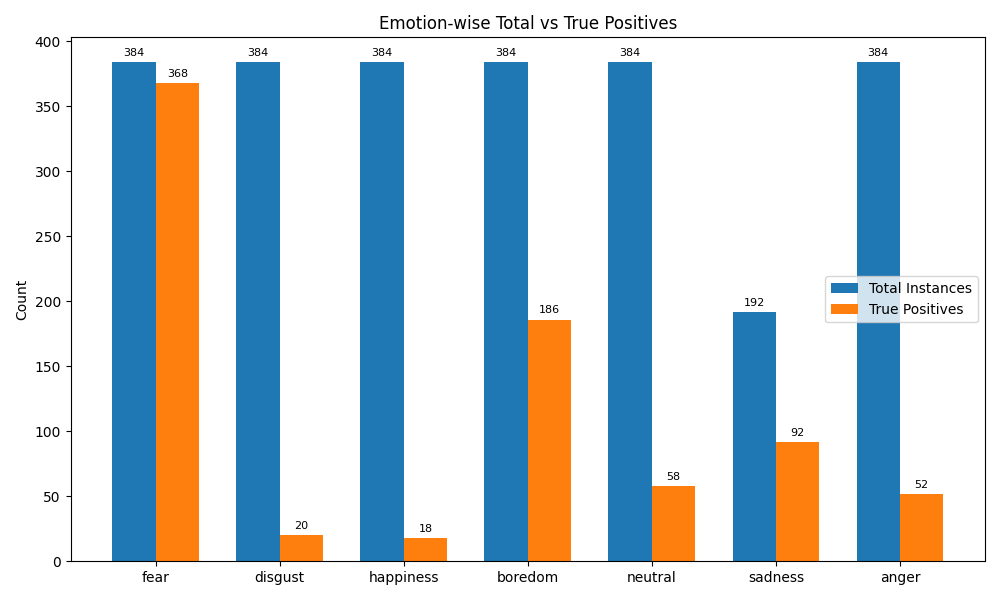 Emotion-wise Total vs True Positives
Count
400
350
300
250
200
150
100
50
0
384
368
384
20
384
18
384
186
384
58
192
92
384
52
Total Instances
True Positives
fear
disgust
happiness
boredom
neutral
sadness
anger